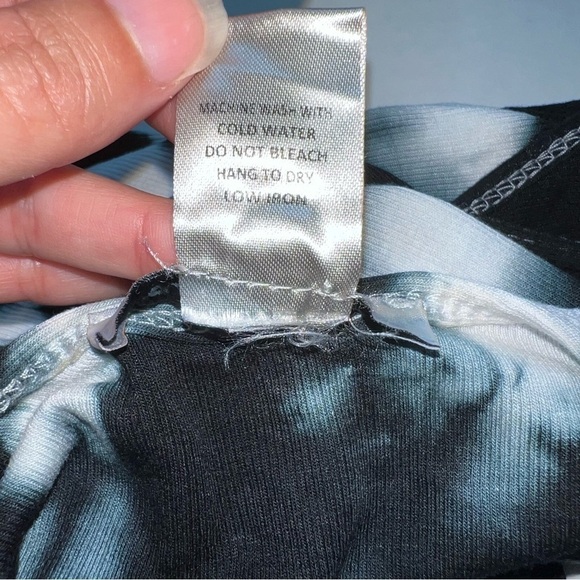 MACHINE WASH WITH
COLD WATER
DO NOT BLEACH
HANG TO DRY
LOW IRON